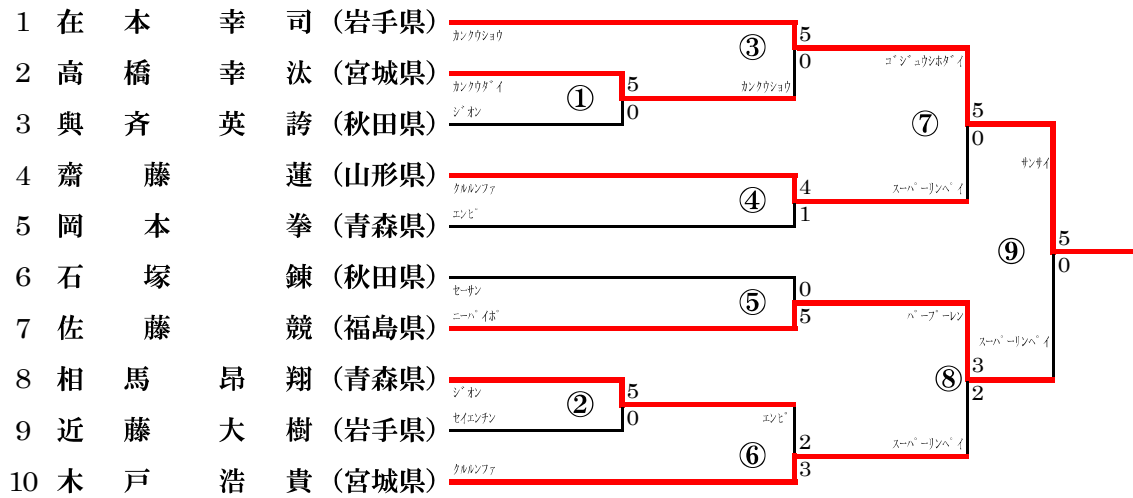 1 在本 幸司（岩手県）
カンクウショウ
③
5
0
ゴジュウシホダイ
2 高橋 幸汰（宮城県）
カンクウダイ
①
5
0
カンクウショウ
ジオン
3 與斉 英誇（秋田県）
⑦
5
0
サンサイ
4 齋藤 蓮（山形県）
クルルンファ
④
4
1
スーパーリンペイ
エンピ
5 岡本 拳（青森県）
⑨
5
0
6 石塚 錬（秋田県）
セーサン
⑤
0
5
ニーパイポ
パープーレン
7 佐藤 競（福島県）
スーパーリンペイ
8 相馬 昂翔（青森県）
ジオン
②
5
0
⑧
3
2
セイエンチン
エンピ
9 近藤 大樹（岩手県）
⑥
2
3
スーパーリンペイ
クルルンファ
10 木戸 浩貴（宮城県）